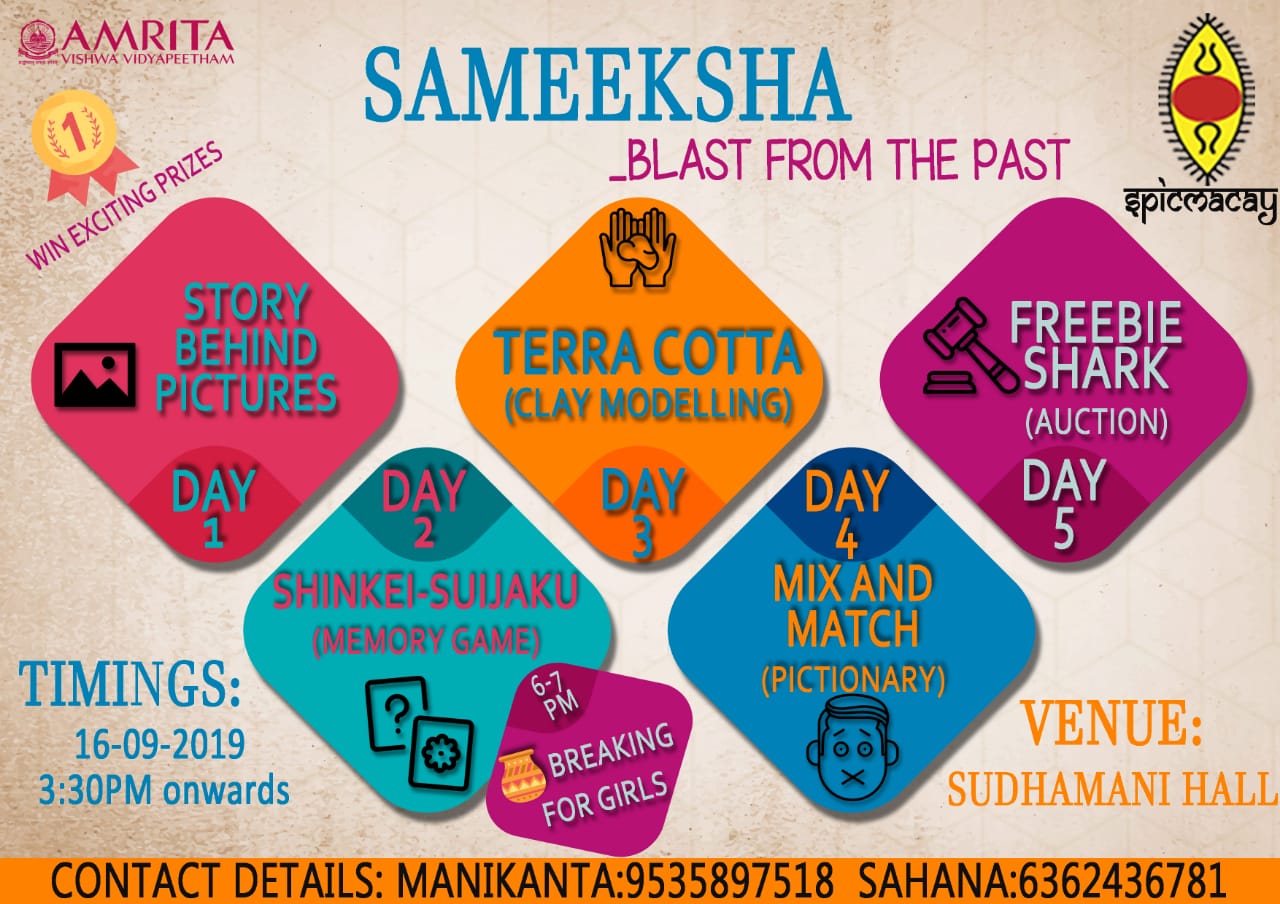 AMRITA
VISHWA VIDYAPEETHAM
SAMEEKSHA
_BLAST FROM THE PAST
SPICMACAY
1
WIN EXCITING PRIZES
STORY
BEHIND
PICTURES
DAY
1
DAY
2
SHINKEI-SUIJAKU
(MEMORY GAME)
?
6-7
PM
BREAKING
FOR GIRLS
TERRA COTTA
(CLAY MODELLING)
DAY
3
DAY
4
MIX AND
MATCH
(PICTIONARY)
FREEBIE
SHARK
(AUCTION)
DAY
5
TIMINGS:
16-09-2019
3:30PM onwards
VENUE:
SUDHAMANI HALL
CONTACT DETAILS: MANIKANTA:9535897518 SAHANA:6362436781